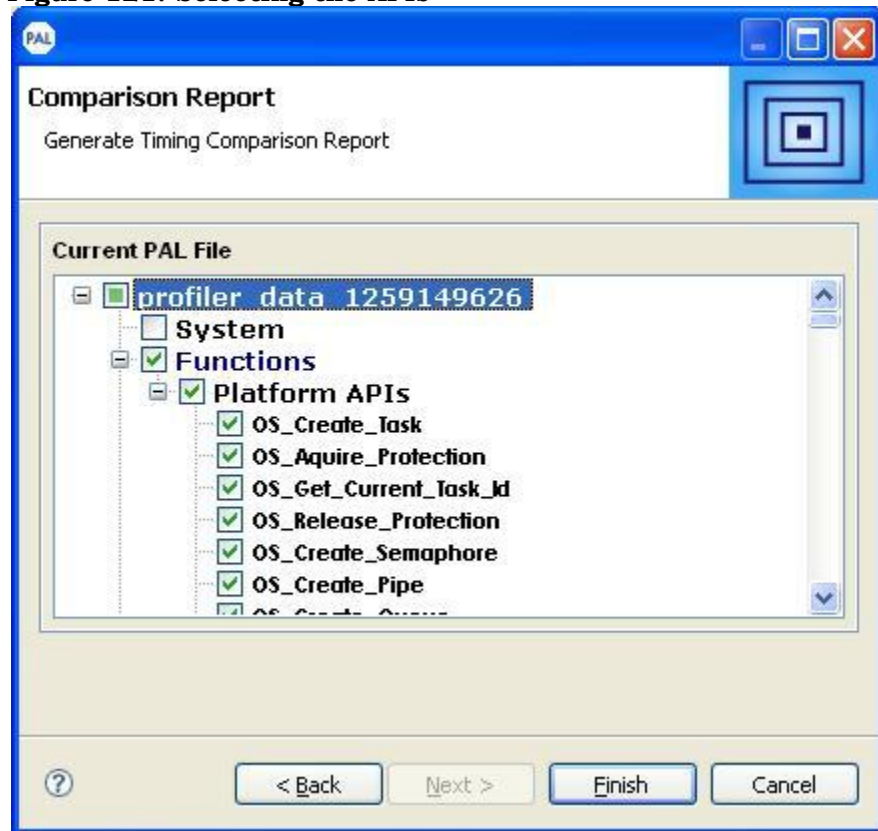 PAL
Comparison Report
Generate Timing Comparison Report
Current PAL File
profiler_data_1259149626
System
Functions
Platform APIs
OS_Create_Task
OS_Aquire_Protection
OS_Get_Current_Task_Id
OS_Release_Protection
OS_Create_Semaphore
OS_Create_Pipe
< Back Next > Finish Cancel